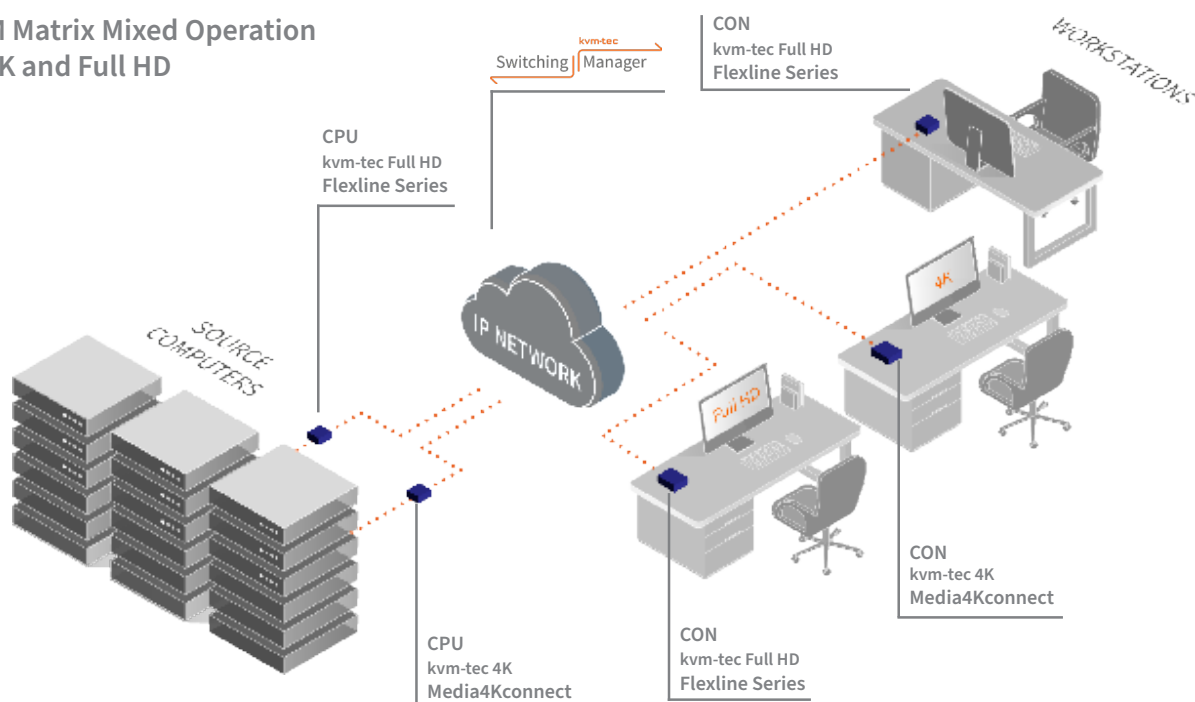 M Matrix Mixed Operation
K and Full HD
kvm-tec
Switching Manager
CON
kvm-tec Full HD
Flexline Series
WORKSTATIONS
CPU
kvm-tec Full HD
Flexline Series
SOURCE
COMPUTERS
IP NETWORK
4K
Full HD
CON
kvm-tec 4K
Media4Kconnect
CPU
kvm-tec 4K
Media4Kconnect
CON
kvm-tec Full HD
Flexline Series